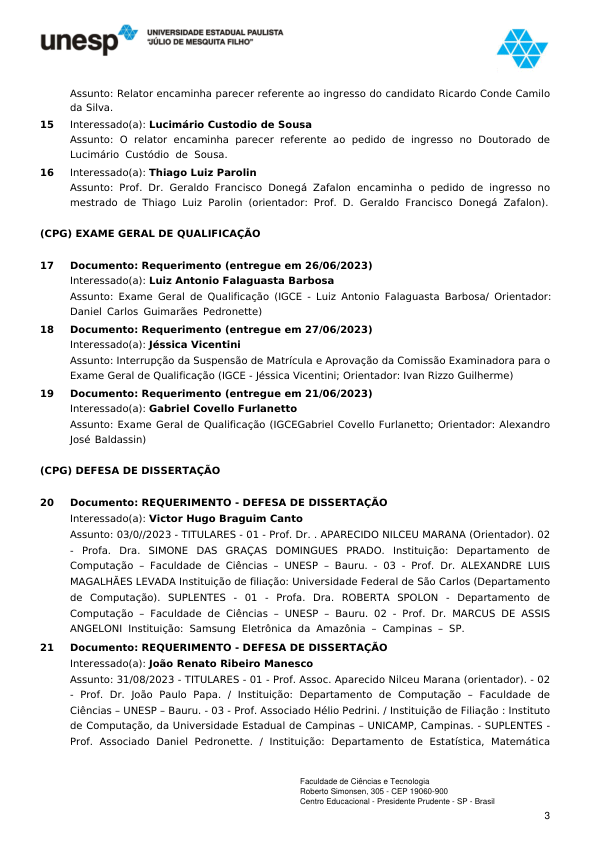 unesp
UNIVERSIDADE ESTADUAL PAULISTA
"JÚLIO DE MESQUITA FILHO"
Assunto: Relator encaminha parecer referente ao ingresso do candidato Ricardo Conde Camilo
da Silva.
15 Interessado(a): Lucimário Custodio de Sousa
Assunto: O relator encaminha parecer referente ao pedido de ingresso no Doutorado de
Lucimário Custódio de Sousa.
16 Interessado(a): Thiago Luiz Parolin
Assunto: Prof. Dr. Geraldo Francisco Donegá Zafalon encaminha o pedido de ingresso no
mestrado de Thiago Luiz Parolin (orientador: Prof. D. Geraldo Francisco Donegá Zafalon).
(CPG) EXAME GERAL DE QUALIFICAÇÃO
17 Documento: Requerimento (entregue em 26/06/2023)
Interessado(a): Luiz Antonio Falaguasta Barbosa
Assunto: Exame Geral de Qualificação (IGCE - Luiz Antonio Falaguasta Barbosa/ Orientador:
Daniel Carlos Guimarães Pedronette)
18 Documento: Requerimento (entregue em 27/06/2023)
Interessado(a): Jéssica Vicentini
Assunto: Interrupção da Suspensão de Matrícula e Aprovação da Comissão Examinadora para o
Exame Geral de Qualificação (IGCE - Jéssica Vicentini; Orientador: Ivan Rizzo Guilherme)
19 Documento: Requerimento (entregue em 21/06/2023)
Interessado(a): Gabriel Covello Furlanetto
Assunto: Exame Geral de Qualificação (IGCEGabriel Covello Furlanetto; Orientador: Alexandro
José Baldassin)
(CPG) DEFESA DE DISSERTAÇÃO
20 Documento: REQUERIMENTO - DEFESA DE DISSERTAÇÃO
Interessado(a): Victor Hugo Braguim Canto
Assunto: 03/0//2023 - TITULARES - 01 - Prof. Dr. . APARECIDO NILCEU MARANA (Orientador). 02
- Profa. Dra. SIMONE DAS GRAÇAS DOMINGUES PRADO. Instituição: Departamento de
Computação – Faculdade de Ciências – UNESP – Bauru. - 03 - Prof. Dr. ALEXANDRE LUIS
MAGALHÃES LEVADA Instituição de filiação: Universidade Federal de São Carlos (Departamento
de Computação). SUPLENTES - 01 - Profa. Dra. ROBERTA SPOLON - Departamento de
Computação – Faculdade de Ciências – UNESP – Bauru. 02 - Prof. Dr. MARCUS DE ASSIS
ANGELONI Instituição: Samsung Eletrônica da Amazônia – Campinas – SP.
21 Documento: REQUERIMENTO - DEFESA DE DISSERTAÇÃO
Interessado(a): João Renato Ribeiro Manesco
Assunto: 31/08/2023 - TITULARES - 01 - Prof. Assoc. Aparecido Nilceu Marana (orientador). - 02
- Prof. Dr. João Paulo Papa. / Instituição: Departamento de Computação – Faculdade de
Ciências – UNESP – Bauru. - 03 - Prof. Associado Hélio Pedrini. / Instituição de Filiação : Instituto
de Computação, da Universidade Estadual de Campinas – UNICAMP, Campinas. - SUPLENTES -
Prof. Associado Daniel Pedronette. / Instituição: Departamento de Estatística, Matemática
Faculdade de Ciências e Tecnologia
Roberto Simonsen, 305 - CEP 19060-900
Centro Educacional - Presidente Prudente - SP - Brasil
3